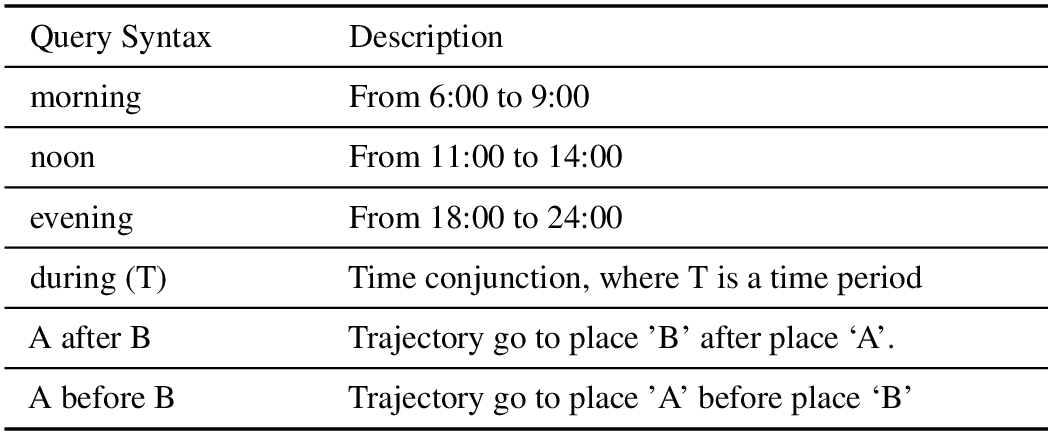 Query Syntax Description
morning From 6:00 to 9:00
noon From 11:00 to 14:00
evening From 18:00 to 24:00
during (T) Time conjunction, where T is a time period
A after B Trajectory go to place ’B’ after place ‘A’.
A before B Trajectory go to place ’A’ before place ‘B’